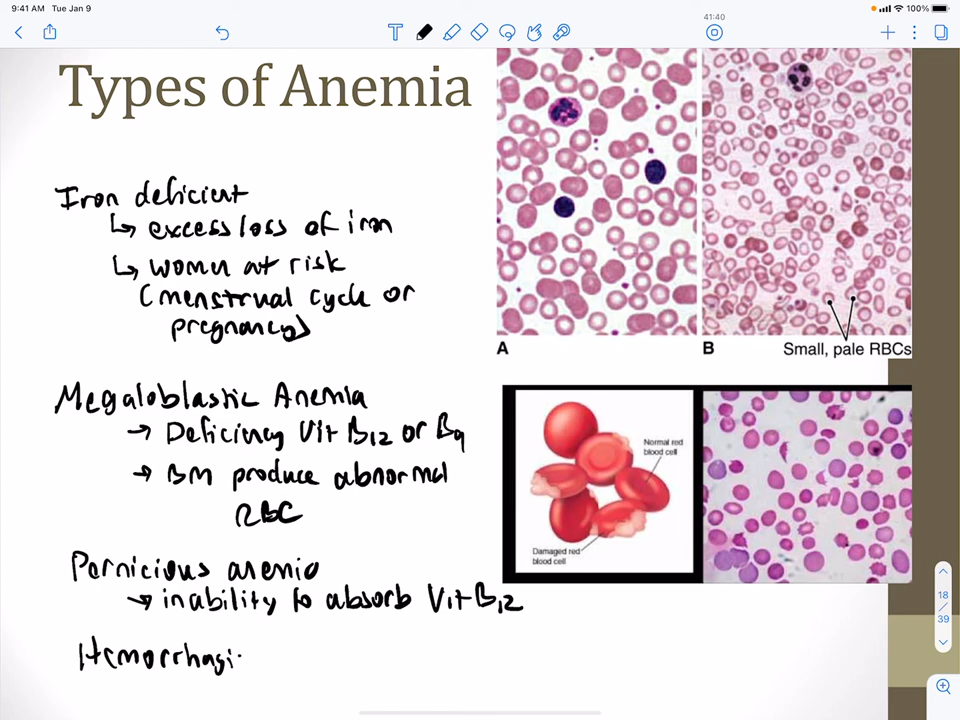 9:41 AM Tue Jan 9
100%
41:40
Types of Anemia
Iron deficient
↳ excess loss of iron
↳ women at risk
(menstrual cycle or
pregnancy)
Megaloblastic Anemia
→ Deficiency Vit B12 or B9
→ BM produce abnormal
RBC
Pernicious anemia
→ inability to absorb Vit B12
Hemorrhagi
A
B
Small, pale RBCs
Normal red
blood cell
Damaged red
blood cell
18
/
39